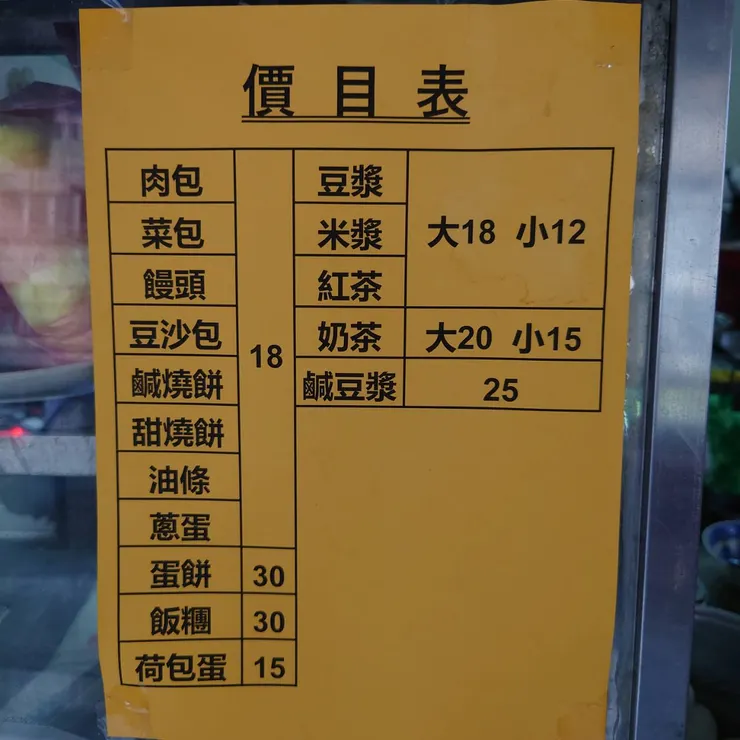 價目表
肉包
菜包
饅頭
豆沙包
鹹燒餅
甜燒餅
油條
蔥蛋
18
蛋餅 30
飯糰 30
荷包蛋 15
豆漿
米漿
紅茶
大18 小12
奶茶 大20 小15
鹹豆漿 25